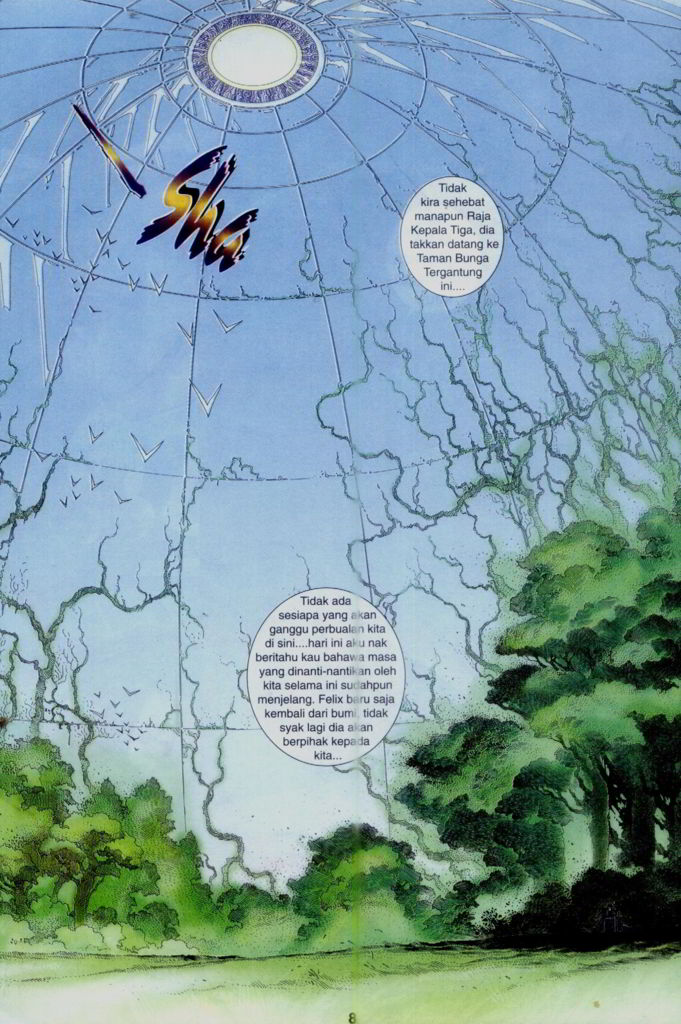 Sha
Tidak
kira sehebat
manapun Raja
Kepala Tiga, dia
takkan datang ke
Taman Bunga
Tergantung
ini....
Tidak ada
sesiapa yang akan
ganggu perbualan kita
di sini....hari ini aku nak
beritahu kau bahawa masa
yang dinanti-nantikan oleh
kita selama ini sudahpun
menjelang. Felix baru saja
kembali dari bumi, tidak
syak lagi dia akan
berpihak kepada
kita...
8